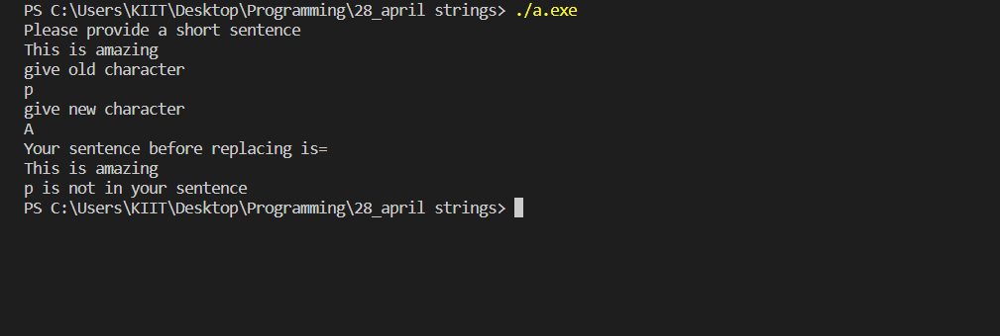 PS C:\Users\KIIT\Desktop\Programming\28_april strings> ./a.exe
Please provide a short sentence
This is amazing
give old character
p
give new character
A
Your sentence before replacing is=
This is amazing
p is not in your sentence
PS C:\Users\KIIT\Desktop\Programming\28_april strings>